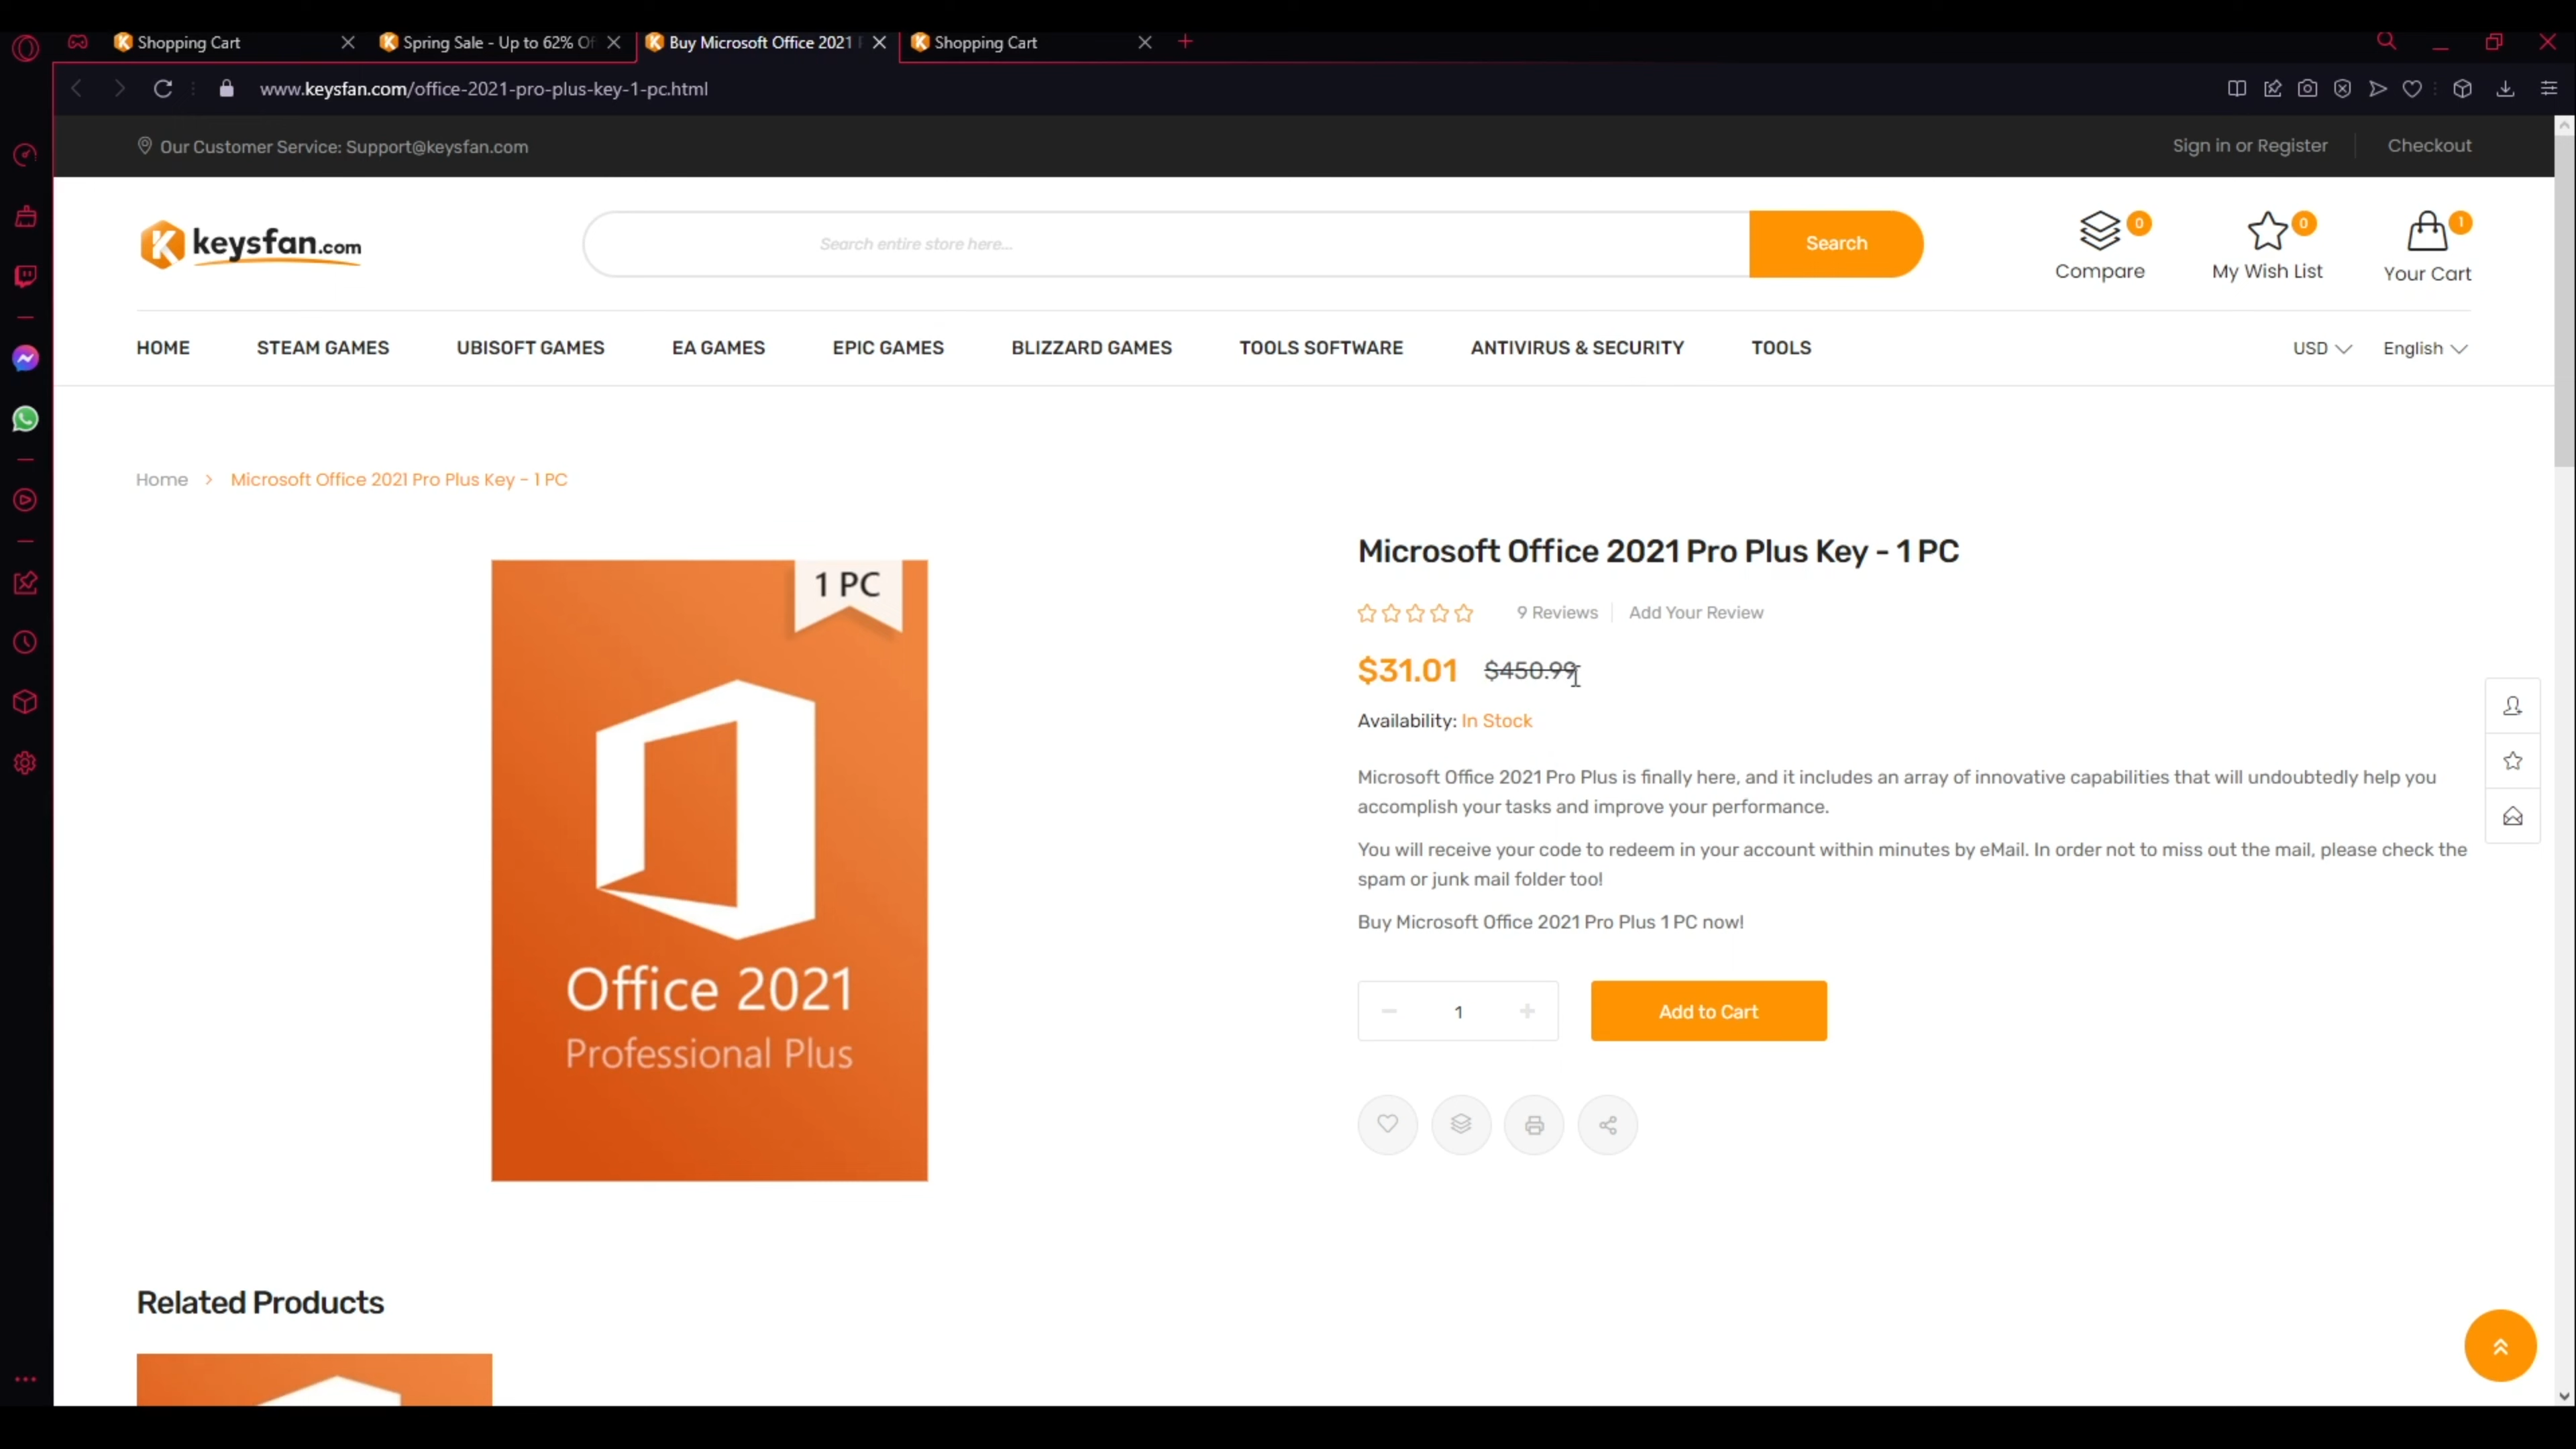 Shopping Cart
Spring Sale - Up to 62% Of
Buy Microsoft Office 2021
Shopping Cart
www.keysfan.com/office-2021-pro-plus-key-1-pc.html
Our Customer Service: Support@keysfan.com
Sign in or Register
Checkout
keysfan.com
Search entire store here...
Search
0
Compare
0
My Wish List
1
Your Cart
HOME
STEAM GAMES
UBISOFT GAMES
EA GAMES
EPIC GAMES
BLIZZARD GAMES
TOOLS SOFTWARE
ANTIVIRUS & SECURITY
TOOLS
USD
English
Home > Microsoft Office 2021 Pro Plus Key - 1 PC
1 PC
Office 2021
Professional Plus
Microsoft Office 2021 Pro Plus Key - 1 PC
9 Reviews
Add Your Review
$31.01 $450.99
Availability: In Stock
Microsoft Office 2021 Pro Plus is finally here, and it includes an array of innovative capabilities that will undoubtedly help you
accomplish your tasks and improve your performance.
You will receive your code to redeem in your account within minutes by eMail. In order not to miss out the mail, please check the
spam or junk mail folder too!
Buy Microsoft Office 2021 Pro Plus 1 PC now!
- 1 +
Add to Cart
Related Products